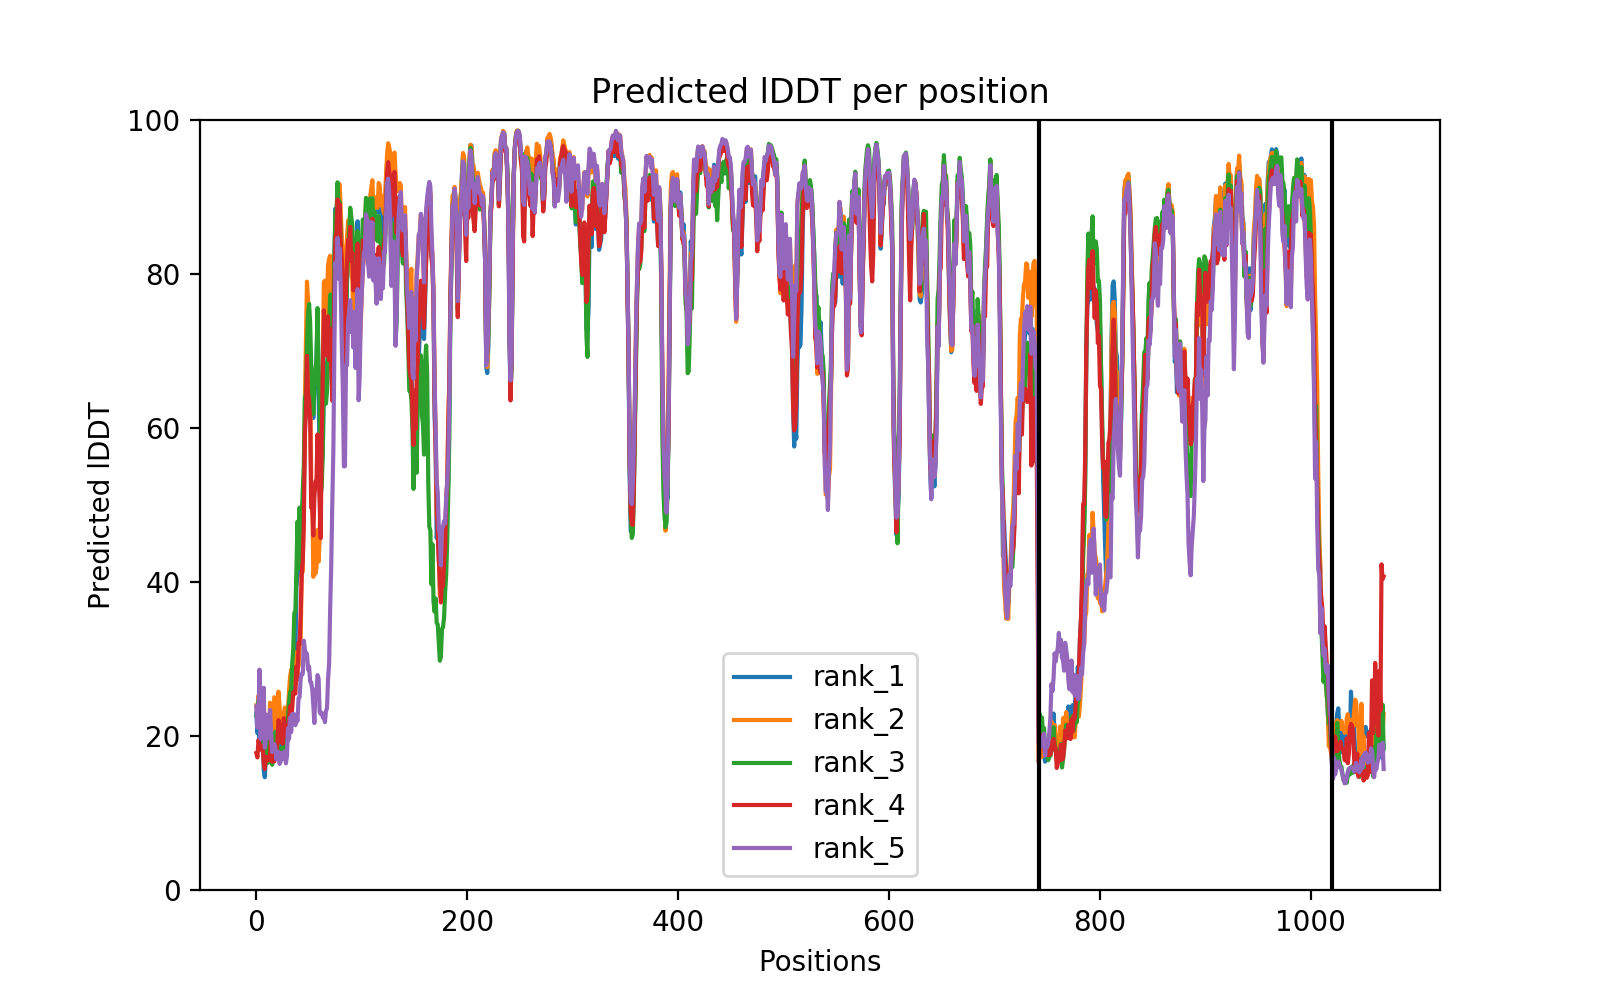 Predicted lDDT per position
100
80
60
40
20
0
Predicted lDDT
0 200 400 600 800 1000
Positions
rank_1
rank_2
rank_3
rank_4
rank_5